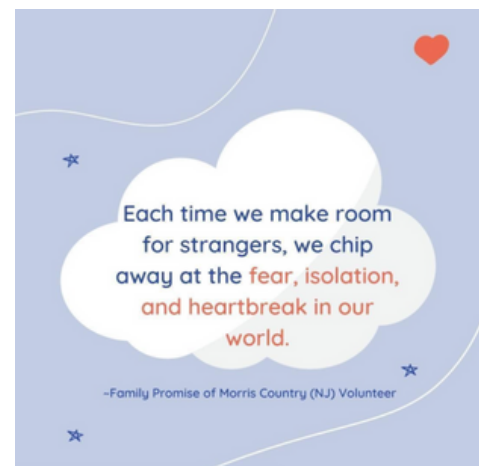 Each time we make room
for strangers, we chip
away at the fear, isolation,
and heartbreak in our
world.
–Family Promise of Morris Country (NJ) Volunteer